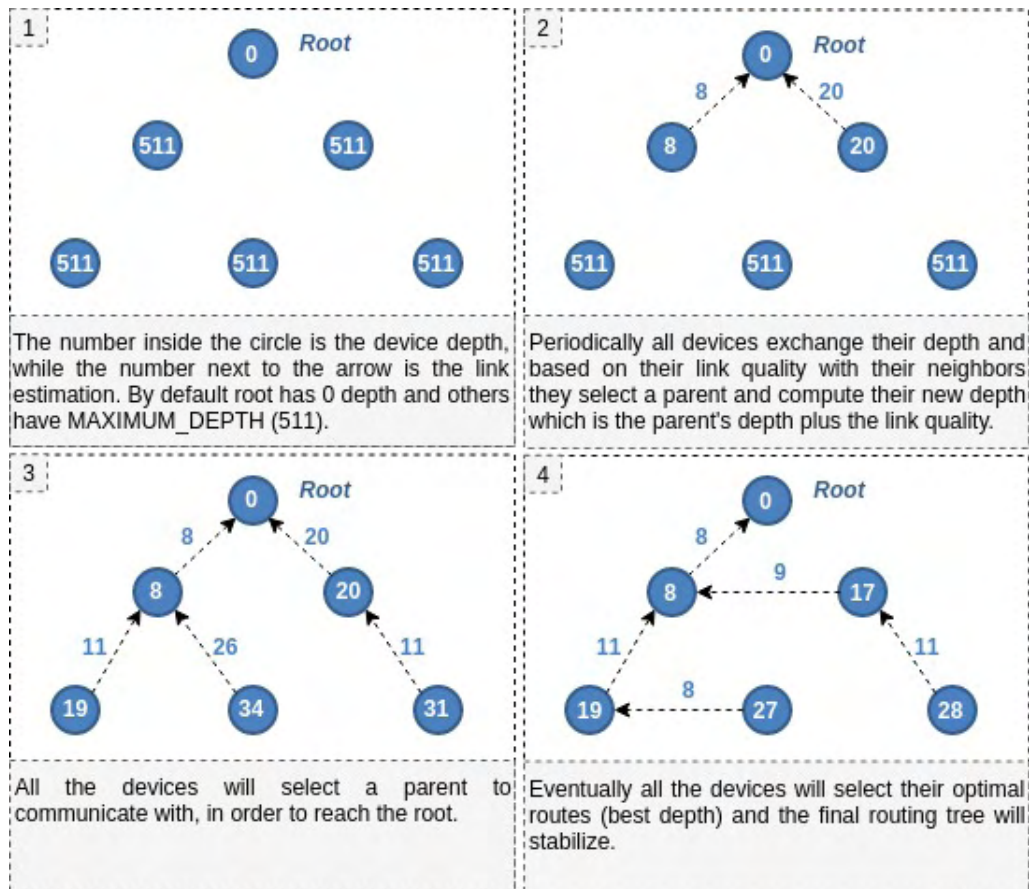 1
Root
0
511
511
511
511
511
The number inside the circle is the device depth,
while the number next to the arrow is the link
estimation. By default root has 0 depth and others
have MAXIMUM_DEPTH (511).
2
Root
0
8
20
8
20
511
511
511
Periodically all devices exchange their depth and
based on their link quality with their neighbors
they select a parent and compute their new depth
which is the parent's depth plus the link quality.
3
Root
0
8
20
8
20
11
26
11
19
34
31
All the devices will select a parent to
communicate with, in order to reach the root.
4
Root
0
8
9
8
17
11
11
8
19
27
28
Eventually all the devices will select their optimal
routes (best depth) and the final routing tree will
stabilize.